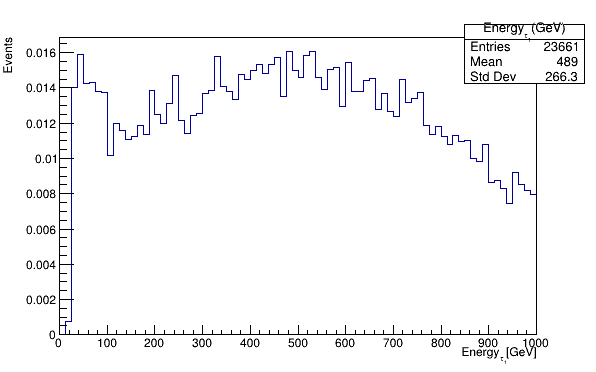 Energy_τ₁ (GeV)
Entries 23661
Mean 489
Std Dev 266.3
Events
0.016
0.014
0.012
0.01
0.008
0.006
0.004
0.002
0
0 100 200 300 400 500 600 700 800 900 1000
Energy_τ₁ [GeV]